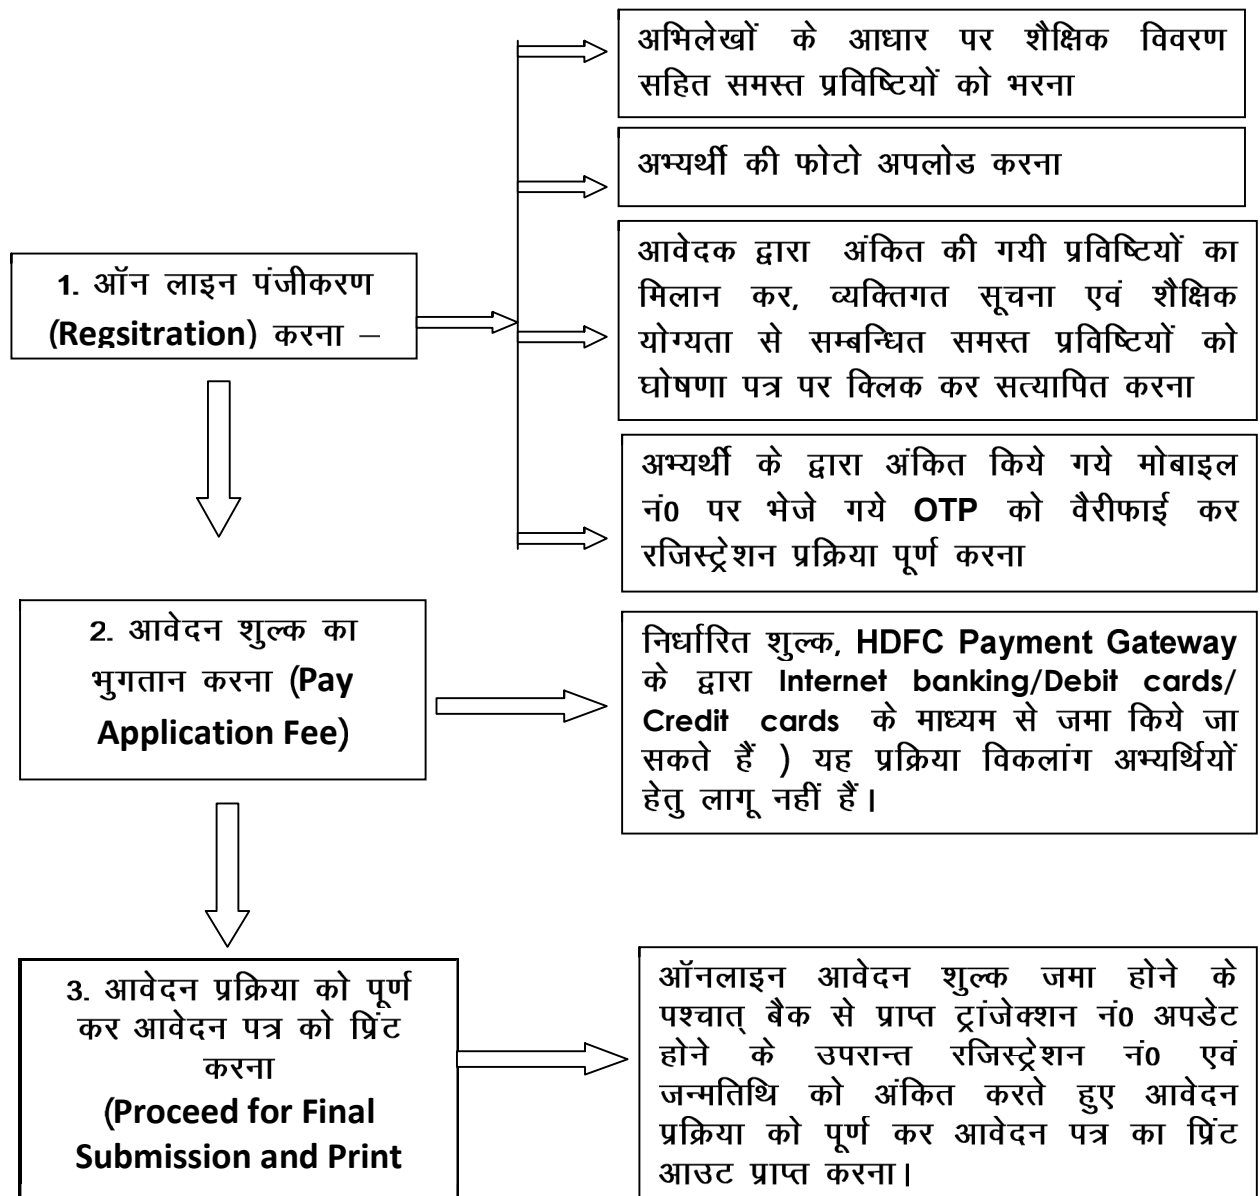 1. ऑन लाइन पंजीकरण
(Regsitration) करना –
अभिलेखों के आधार पर शैक्षिक विवरण
सहित समस्त प्रविष्टियों को भरना
अभ्यर्थी की फोटो अपलोड करना
आवेदक द्वारा अंकित की गयी प्रविष्टियों का
मिलान कर, व्यक्तिगत सूचना एवं शैक्षिक
योग्यता से सम्बन्धित समस्त प्रविष्टियों को
घोषणा पत्र पर क्लिक कर सत्यापित करना
अभ्यर्थी के द्वारा अंकित किये गये मोबाइल
नं0 पर भेजे गये OTP को वैरीफाई कर
रजिस्ट्रेशन प्रक्रिया पूर्ण करना
2. आवेदन शुल्क का
भुगतान करना (Pay
Application Fee)
निर्धारित शुल्क, HDFC Payment Gateway
के द्वारा Internet banking/Debit cards/
Credit cards के माध्यम से जमा किये जा
सकते हैं ) यह प्रक्रिया विकलांग अभ्यर्थियों
हेतु लागू नहीं हैं।
3. आवेदन प्रक्रिया को पूर्ण
कर आवेदन पत्र को प्रिंट
करना
(Proceed for Final
Submission and Print
ऑनलाइन आवेदन शुल्क जमा होने के
पश्चात् बैक से प्राप्त ट्रांजेक्शन नं0 अपडेट
होने के उपरान्त रजिस्ट्रेशन नं0 एवं
जन्मतिथि को अंकित करते हुए आवेदन
प्रक्रिया को पूर्ण कर आवेदन पत्र का प्रिंट
आउट प्राप्त करना।